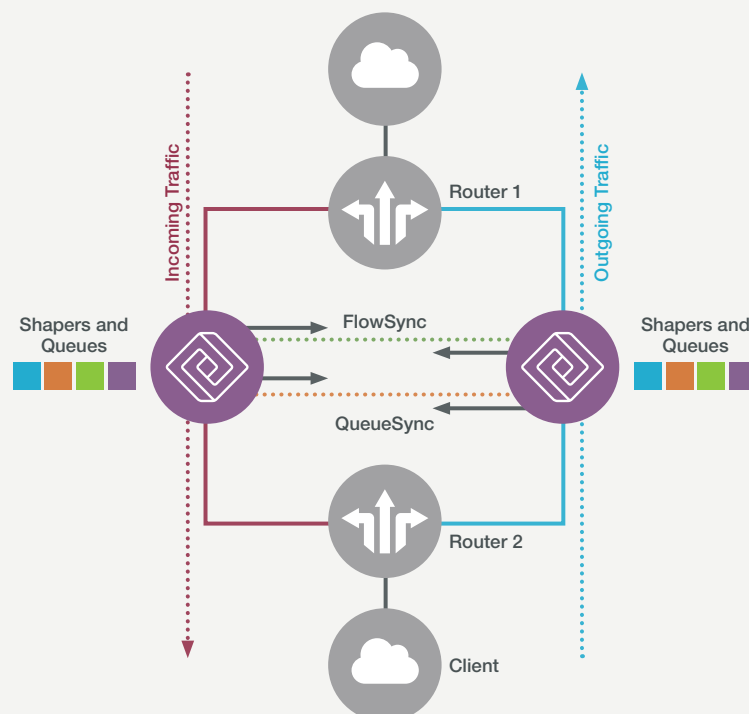 Incoming Traffic
Outgoing Traffic
Router 1
Shapers and
Queues
FlowSync
Shapers and
Queues
QueueSync
Router 2
Client